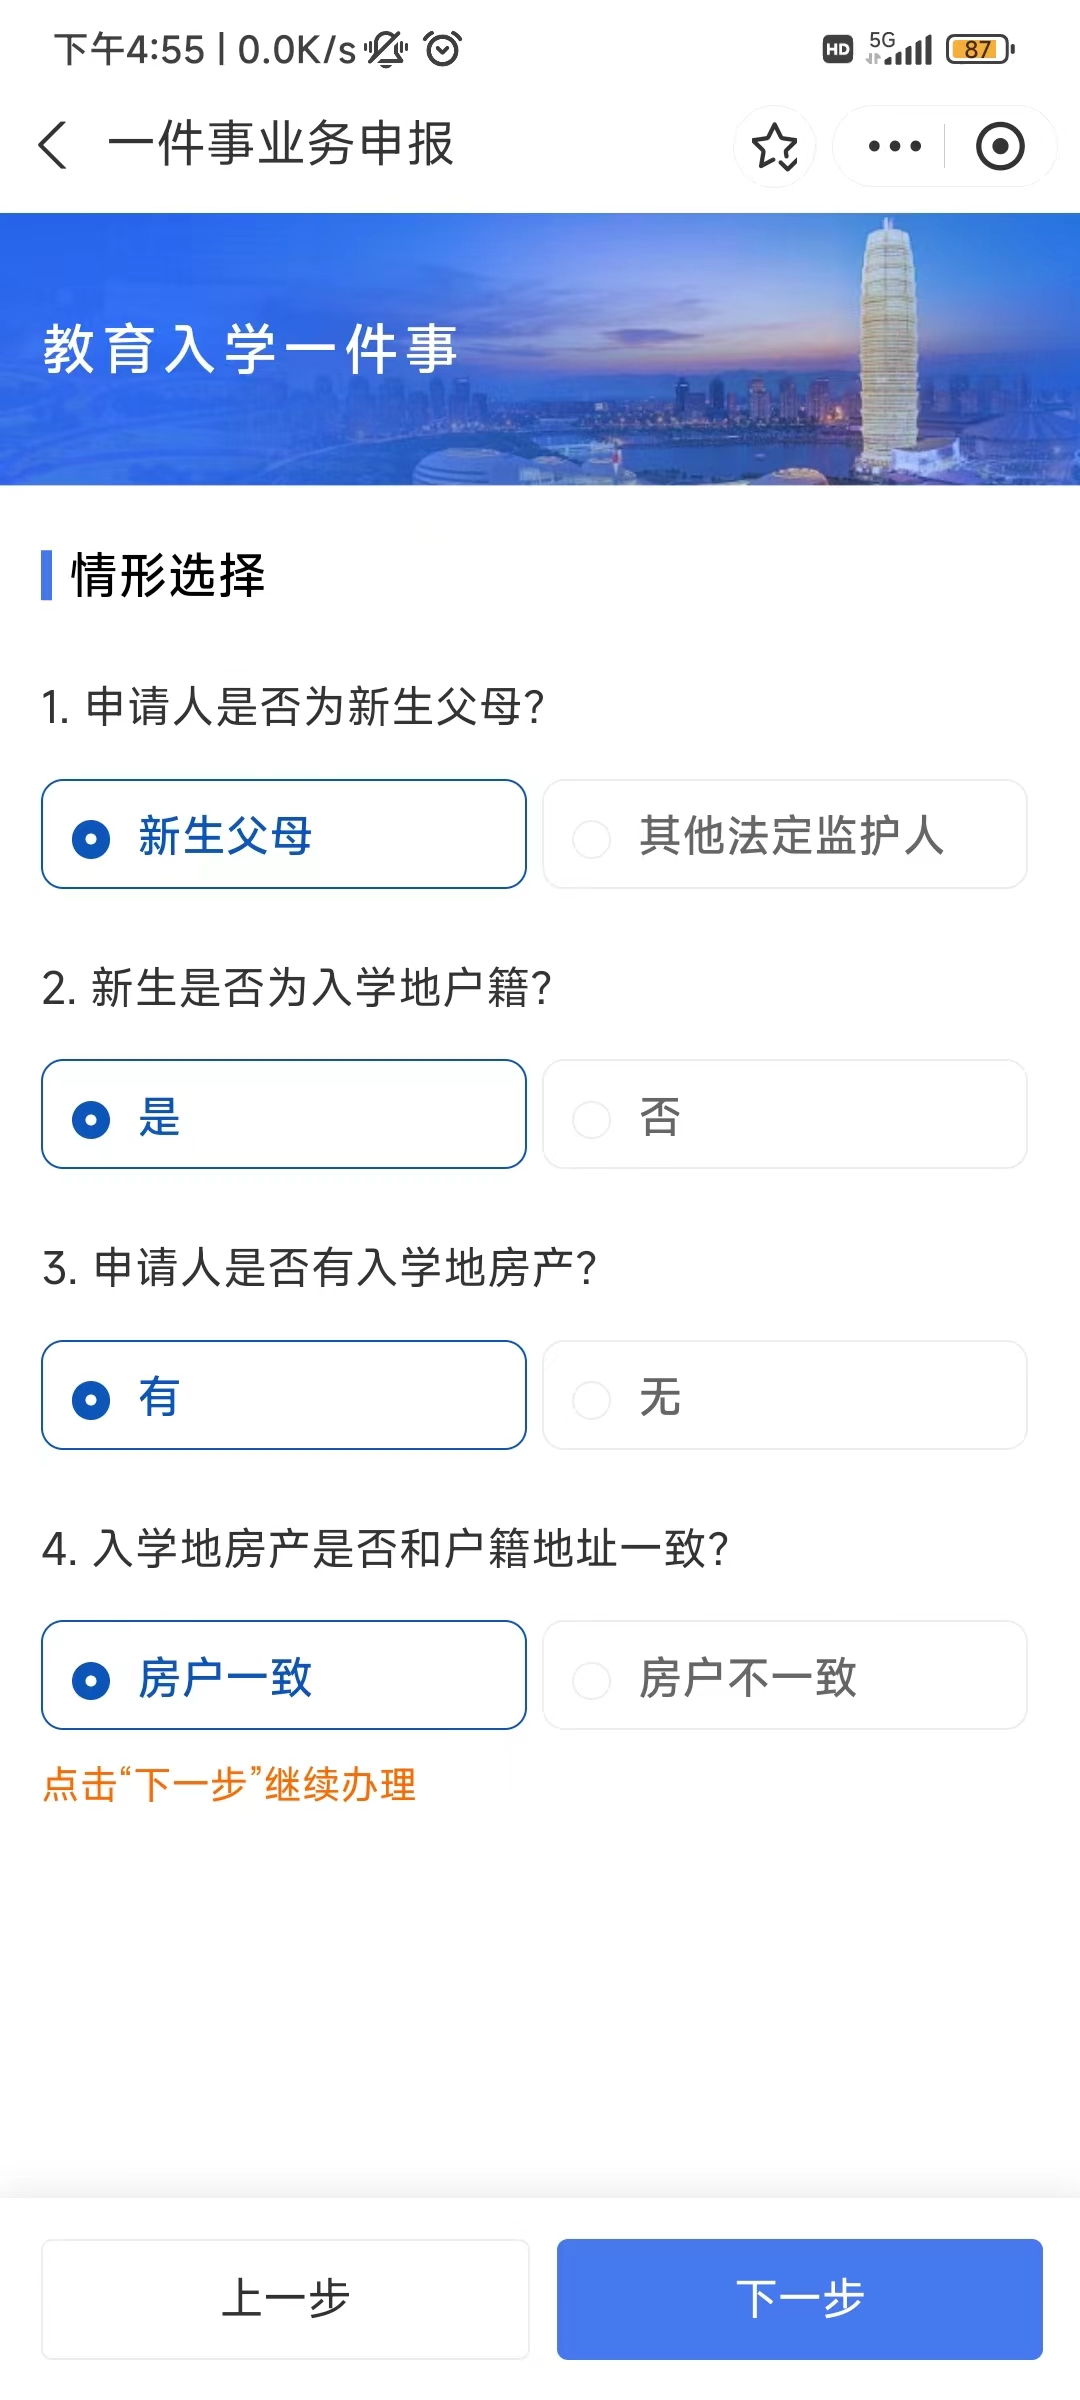 下午4:55 | 0.0K/s
HD 5G 87
一件事业务申报
教育入学一件事
情形选择
1. 申请人是否为新生父母?
新生父母 其他法定监护人
2. 新生是否为入学地户籍?
是 否
3. 申请人是否有入学地房产?
有 无
4. 入学地房产是否和户籍地址一致?
房户一致 房户不一致
点击“下一步”继续办理
上一步 下一步